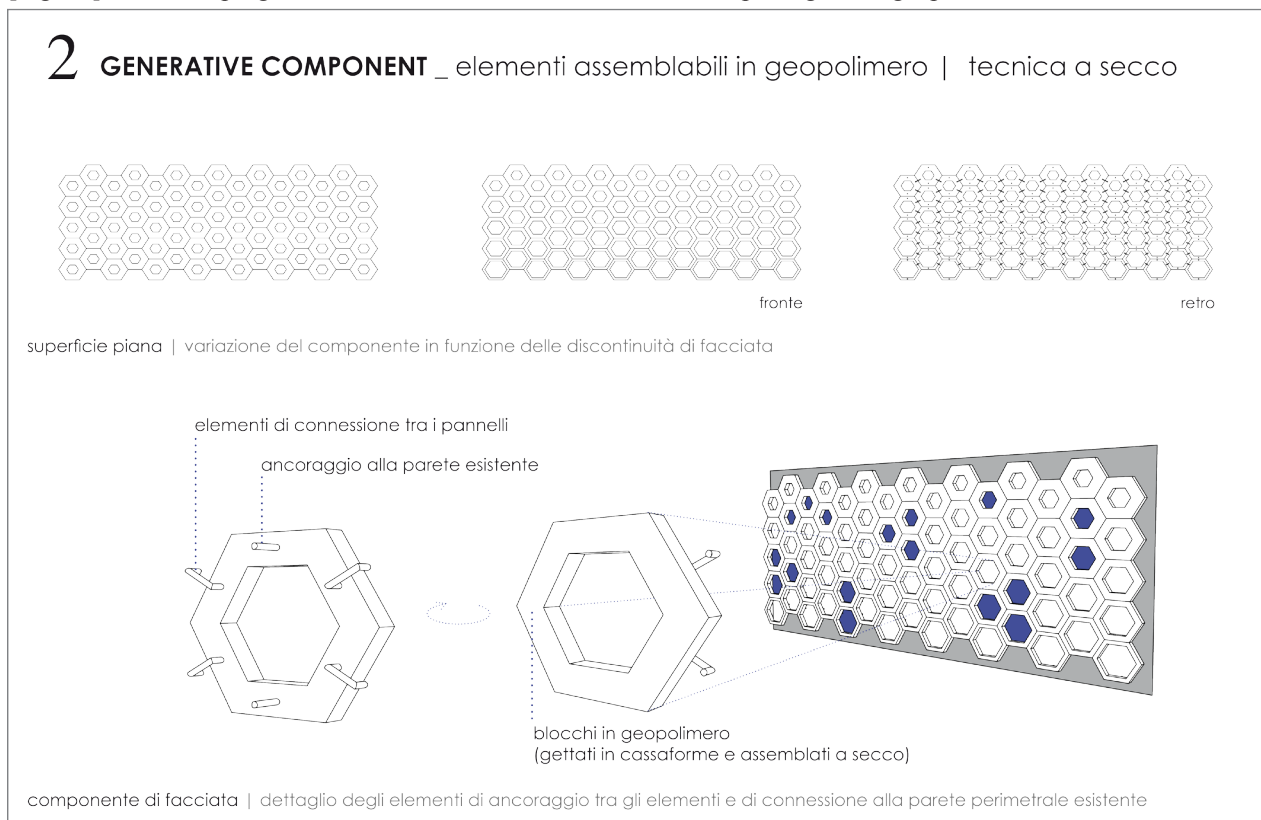 2 GENERATIVE COMPONENT _ elementi assemblabili in geopolimero | tecnica a secco
fronte
retro
superficie piana | variazione del componente in funzione delle discontinuità di facciata
elementi di connessione tra i pannelli
ancoraggio alla parete esistente
blocchi in geopolimero
(gettati in cassaforme e assemblati a secco)
componente di facciata | dettaglio degli elementi di ancoraggio tra gli elementi e di connessione alla parete perimetrale esistente